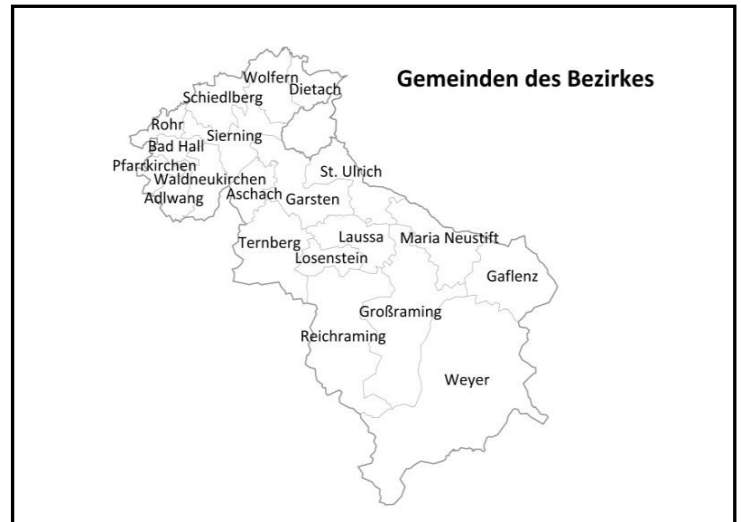 Gemeinden des Bezirkes
Wolfern
Dietach
Schiedlberg
Rohr
Sierning
Bad Hall
Pfarrkirchen
St. Ulrich
Waldneukirchen
Adlwang
Aschach
Garsten
Ternberg
Laussa
Maria Neustift
Losenstein
Gaflenz
Großraming
Reichraming
Weyer